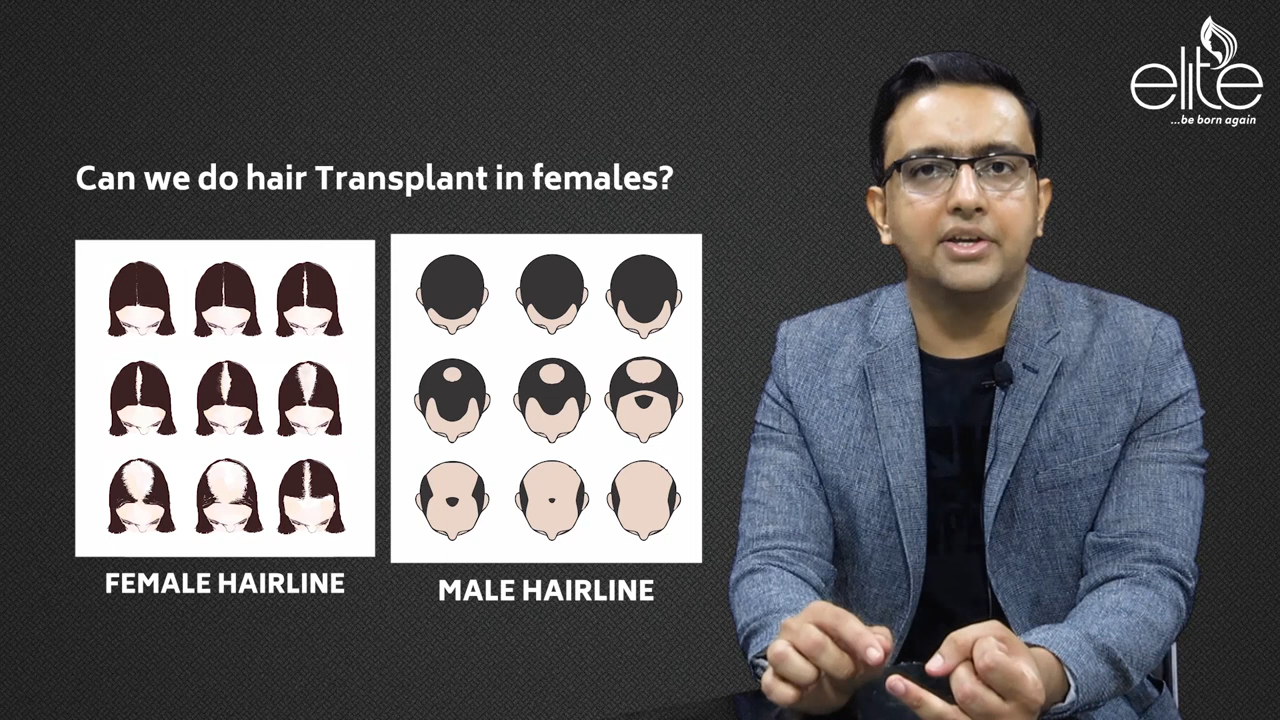 elite
...be born again
Can we do hair Transplant in females?
FEMALE HAIRLINE
MALE HAIRLINE